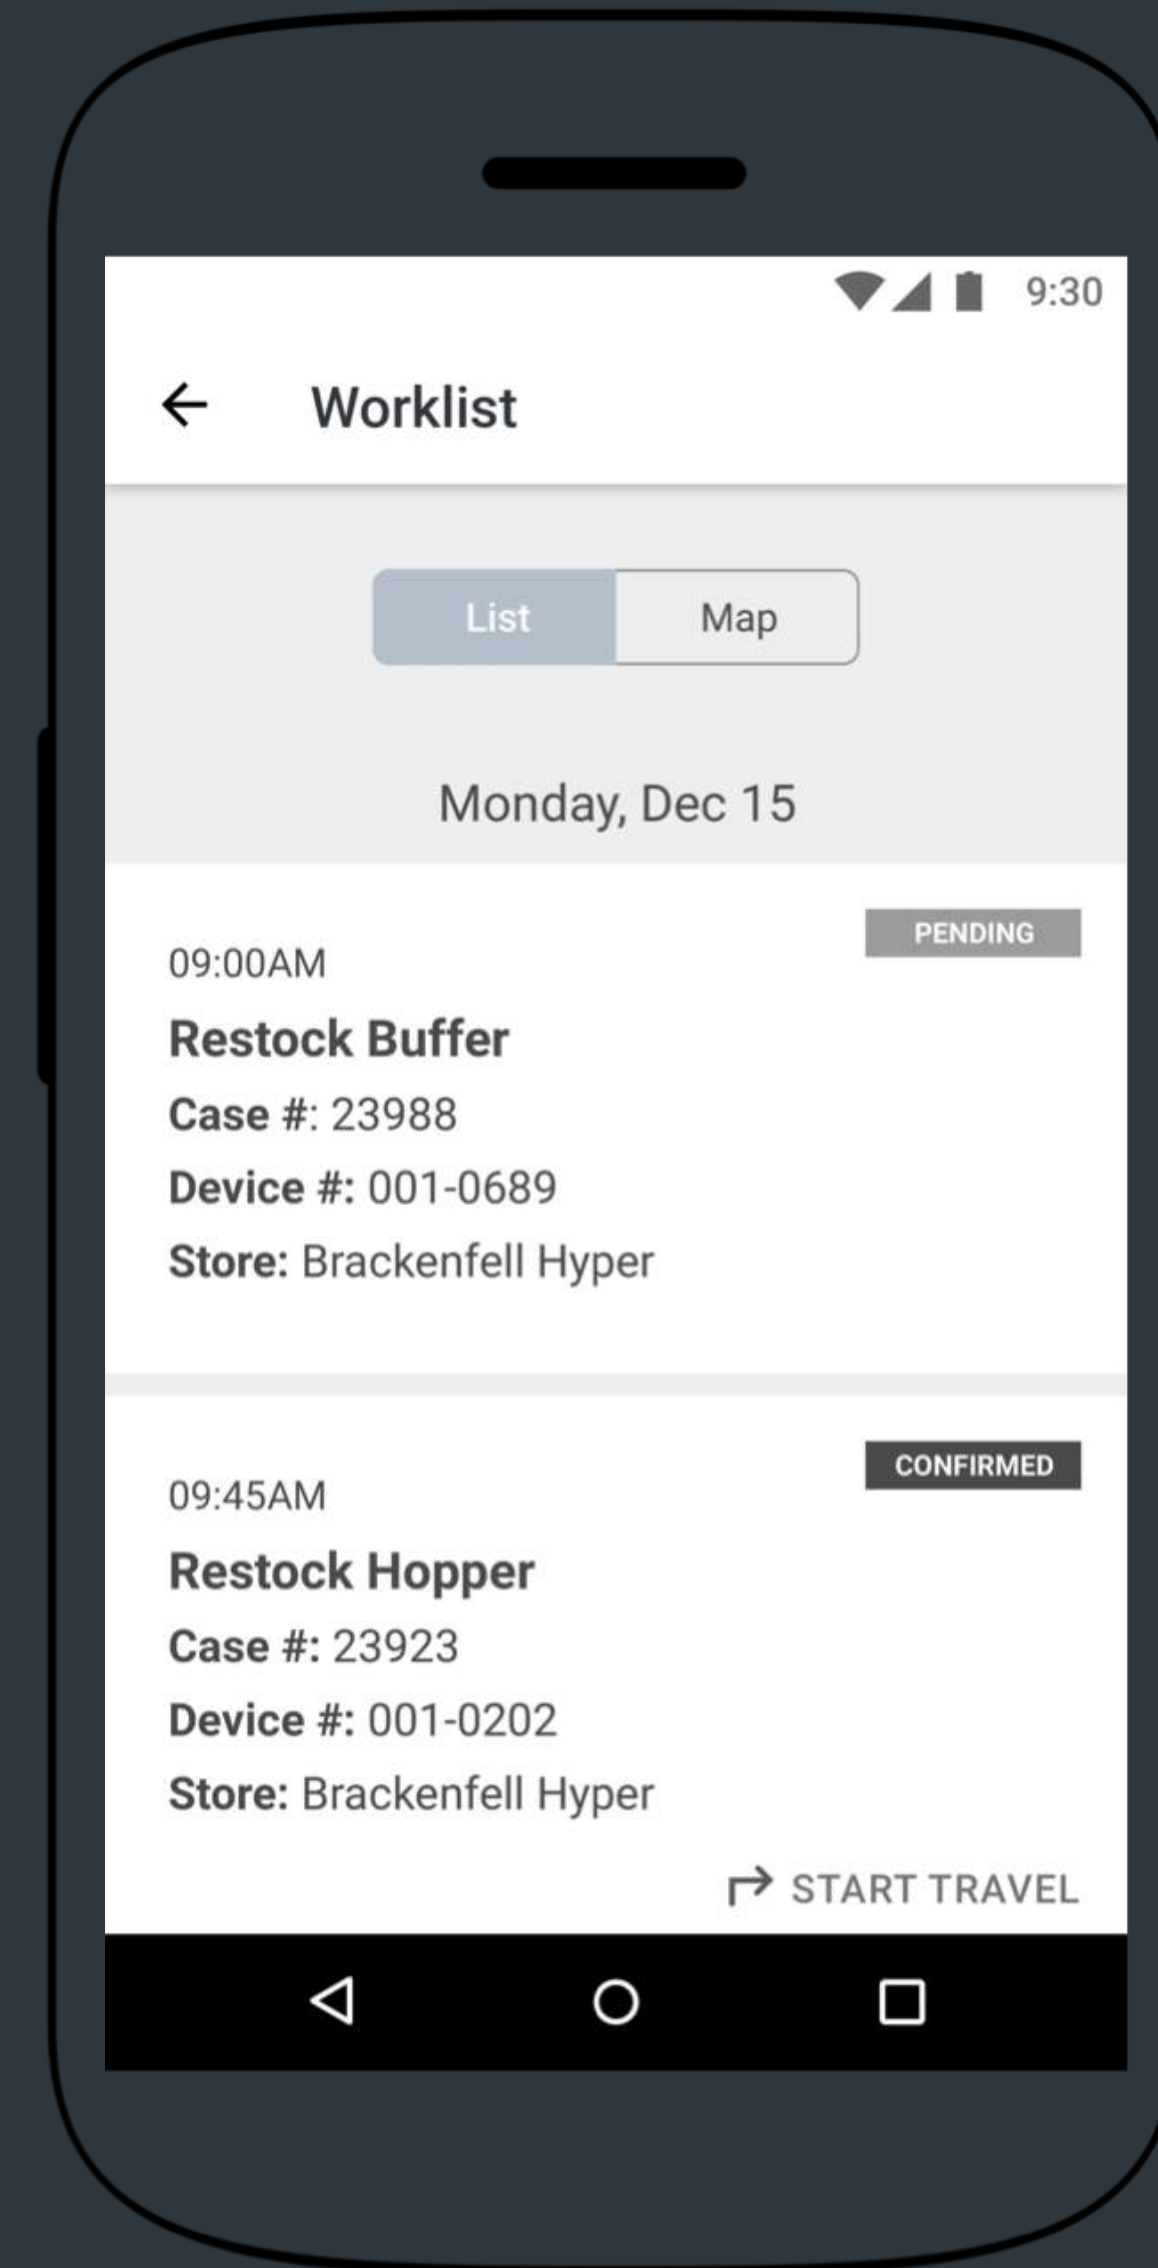 9:30
Worklist
List Map
Monday, Dec 15
PENDING
09:00AM
Restock Buffer
Case #: 23988
Device #: 001-0689
Store: Brackenfell Hyper
CONFIRMED
09:45AM
Restock Hopper
Case #: 23923
Device #: 001-0202
Store: Brackenfell Hyper
START TRAVEL